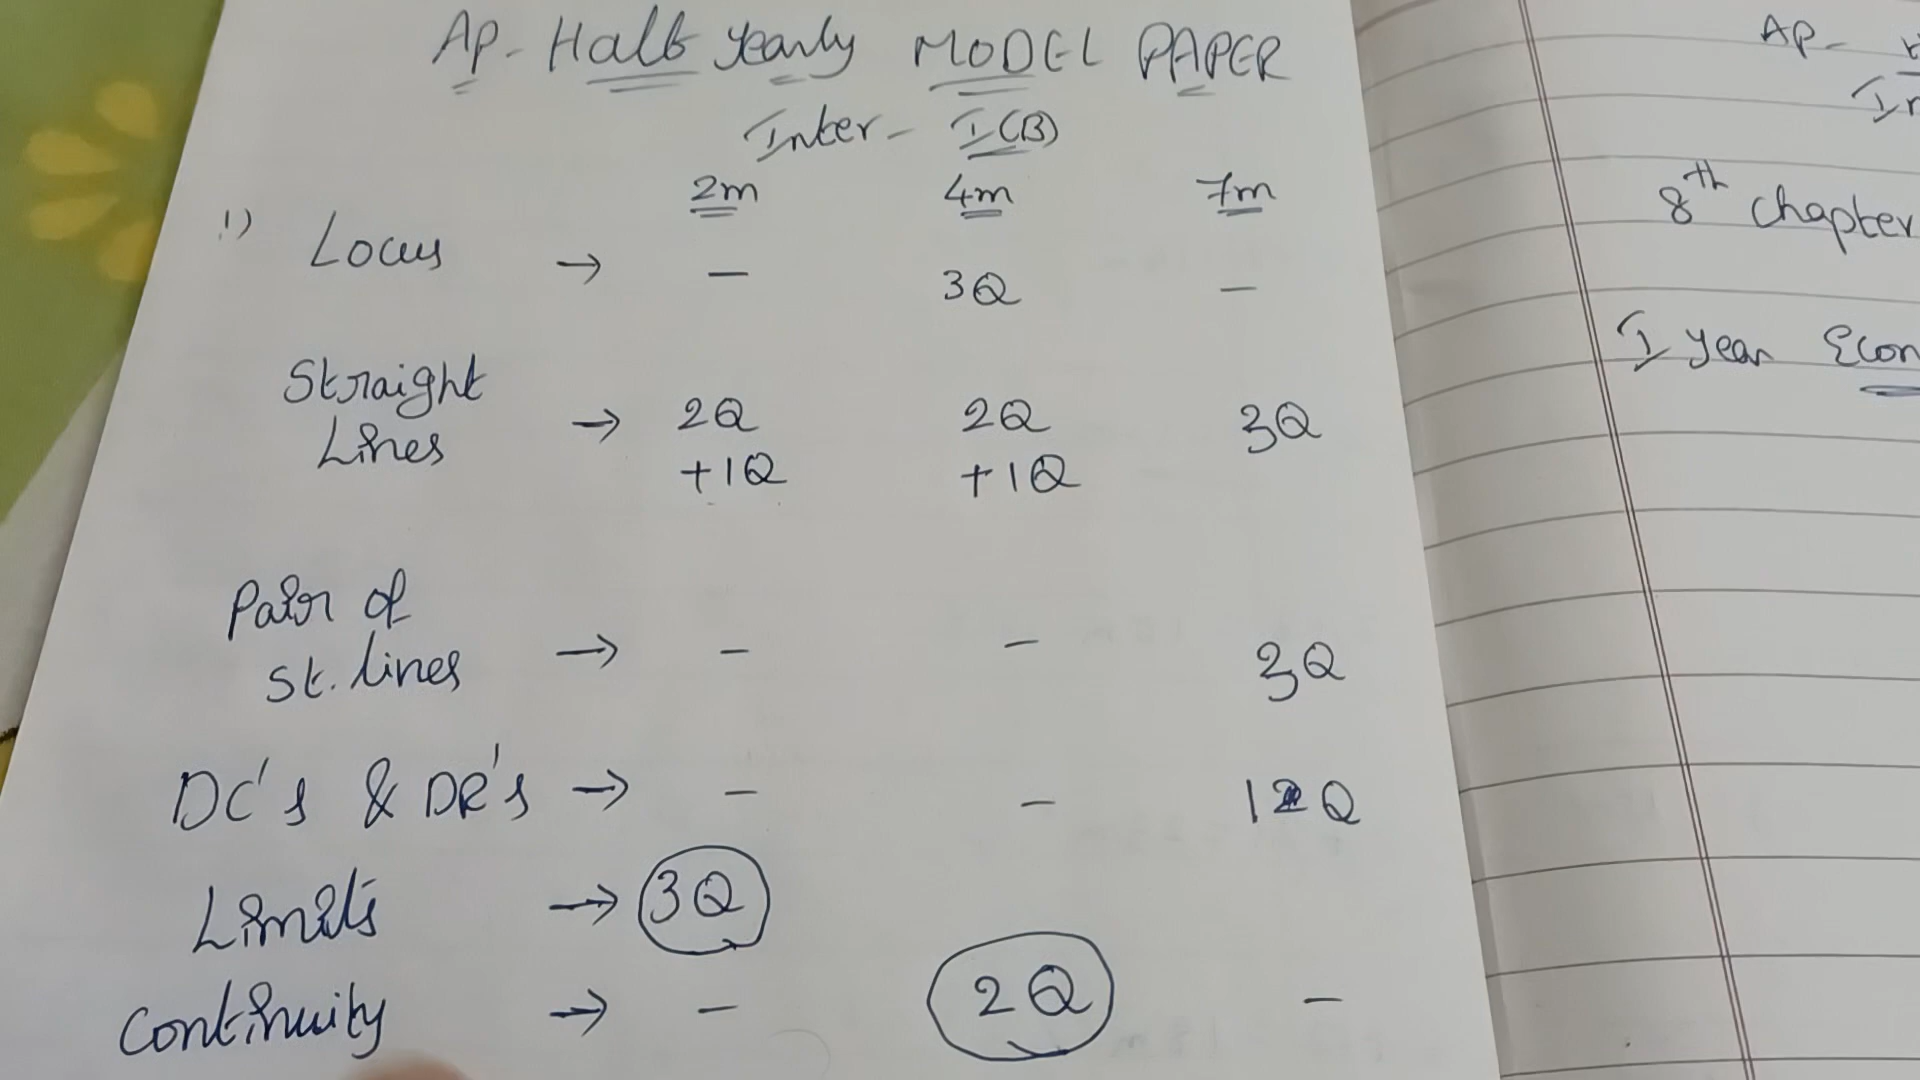 AP- Half yearly MODEL PAPER
Inter- I(B)
2m 4m 7m
1) Locus → - 3Q -
Straight
Lines → 2Q 2Q 3Q
+1Q +1Q
Pair of
St. lines → - - 3Q
DC's & DR's → - - 1 Q
Limits → 3Q
Continuity → - 2Q -
AP-
8th chapter
I year Econ